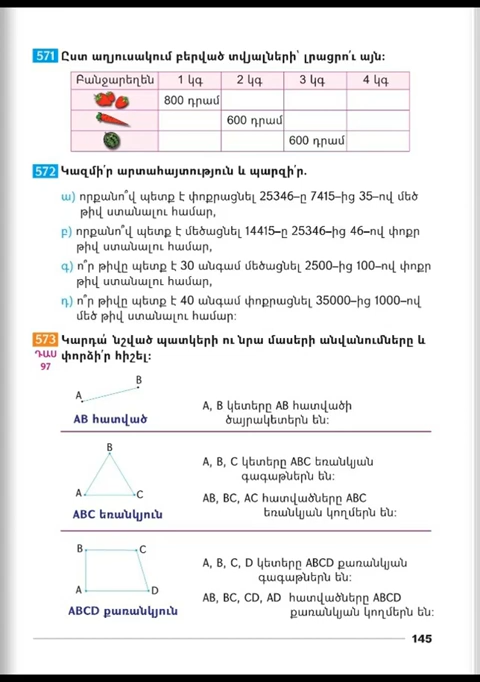 571 Ըստ աղյուսակում բերված տվյալների՝ լրացրո՛ւ այն:
Բանջարեղեն 1 կգ 2 կգ 3 կգ 4 կգ
800 դրամ
600 դրամ
600 դրամ
572 Կազմի՛ր արտահայտություն և պարզի՛ր.
ա) որքանո՞վ պետք է փոքրացնել 25346–ը 7415–ից 35–ով մեծ
թիվ ստանալու համար,
բ) որքանո՞վ պետք է մեծացնել 14415–ը 25346–ից 46–ով փոքր
թիվ ստանալու համար,
գ) ո՞ր թիվը պետք է 30 անգամ մեծացնել 2500–ից 100–ով փոքր
թիվ ստանալու համար,
դ) ո՞ր թիվը պետք է 40 անգամ փոքրացնել 35000–ից 1000–ով
մեծ թիվ ստանալու համար:
573 Կարդա՛ նշված պատկերի ու նրա մասերի անվանումները և
ԴԱՍ 97
փորձի՛ր հիշել:
A B
AB հատված
A, B կետերը AB հատվածի
ծայրակետերն են:
B
A C
ABC եռանկյուն
A, B, C կետերը ABC եռանկյան
գագաթներն են:
AB, BC, AC հատվածները ABC
եռանկյան կողմերն են:
B C
A D
ABCD քառանկյուն
A, B, C, D կետերը ABCD քառանկյան
գագաթներն են:
AB, BC, CD, AD հատվածները ABCD
քառանկյան կողմերն են:
145